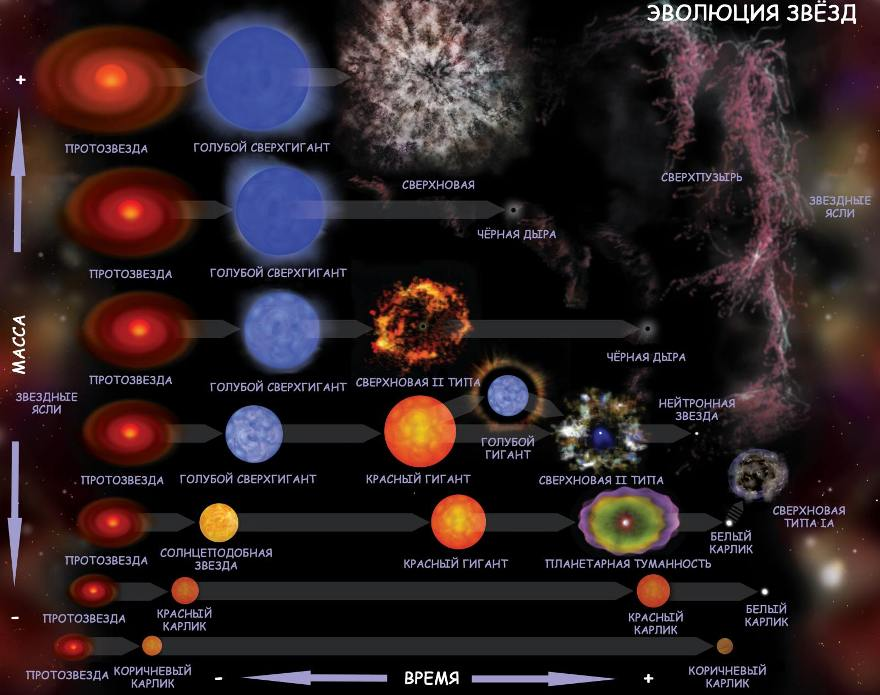 ЭВОЛЮЦИЯ ЗВЁЗД
+
ПРОТОЗВЕЗДА
ГОЛУБОЙ СВЕРХГИГАНТ
СВЕРХНОВАЯ
СВЕРХПУЗЫРЬ
ЗВЕЗДНЫЕ
ЯСЛИ
ПРОТОЗВЕЗДА
ГОЛУБОЙ СВЕРХГИГАНТ
ЧЁРНАЯ ДЫРА
МАССА
ПРОТОЗВЕЗДА
ГОЛУБОЙ СВЕРХГИГАНТ
СВЕРХНОВАЯ II ТИПА
ЧЁРНАЯ ДЫРА
ЗВЕЗДНЫЕ
ЯСЛИ
ПРОТОЗВЕЗДА
ГОЛУБОЙ СВЕРХГИГАНТ
КРАСНЫЙ ГИГАНТ
ГОЛУБОЙ
ГИГАНТ
СВЕРХНОВАЯ II ТИПА
НЕЙТРОННАЯ
ЗВЕЗДА
ПРОТОЗВЕЗДА
СОЛНЦЕПОДОБНАЯ
ЗВЕЗДА
КРАСНЫЙ ГИГАНТ
ПЛАНЕТАРНАЯ ТУМАННОСТЬ
БЕЛЫЙ
КАРЛИК
СВЕРХНОВАЯ
ТИПА IA
-
ПРОТОЗВЕЗДА
КРАСНЫЙ
КАРЛИК
КРАСНЫЙ
КАРЛИК
БЕЛЫЙ
КАРЛИК
ПРОТОЗВЕЗДА
КОРИЧНЕВЫЙ
КАРЛИК
КОРИЧНЕВЫЙ
КАРЛИК
- ВРЕМЯ +